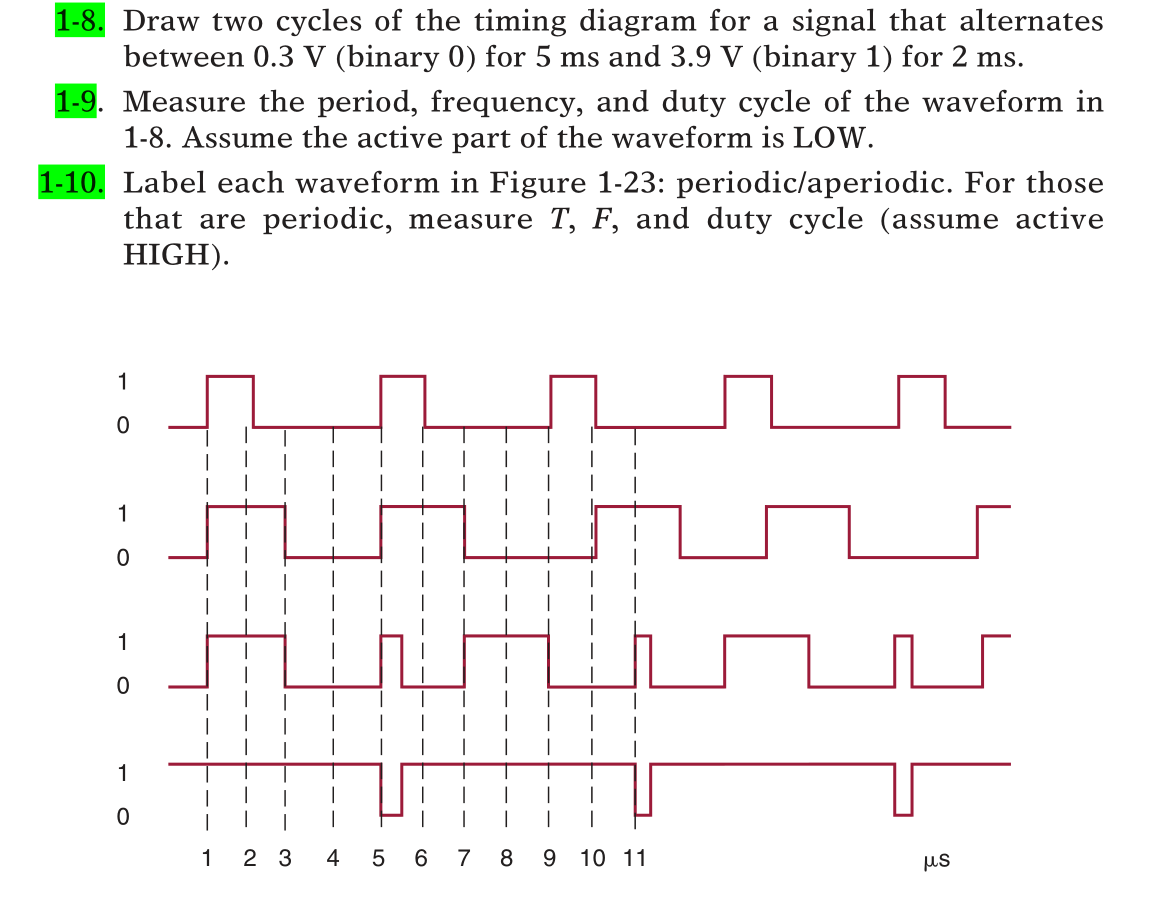 1-8. Draw two cycles of the timing diagram for a signal that alternates
between 0.3 V (binary 0) for 5 ms and 3.9 V (binary 1) for 2 ms.
1-9. Measure the period, frequency, and duty cycle of the waveform in
1-8. Assume the active part of the waveform is LOW.
1-10. Label each waveform in Figure 1-23: periodic/aperiodic. For those
that are periodic, measure T, F, and duty cycle (assume active
HIGH).
1
0
1
0
1
0
1
0
1 2 3 4 5 6 7 8 9 10 11 μs